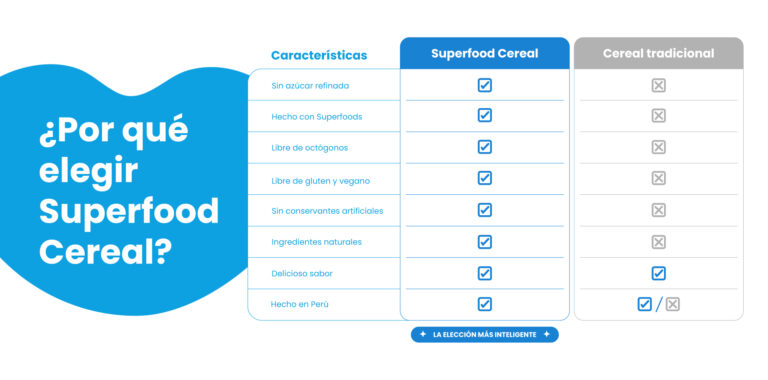 ¿Por qué
elegir
Superfood
Cereal?
Características
Superfood Cereal
Cereal tradicional
Sin azúcar refinada
Hecho con Superfoods
Libre de octógonos
Libre de gluten y vegano
Sin conservantes artificiales
Ingredientes naturales
Delicioso sabor
Hecho en Perú
/
LA ELECCIÓN MÁS INTELIGENTE